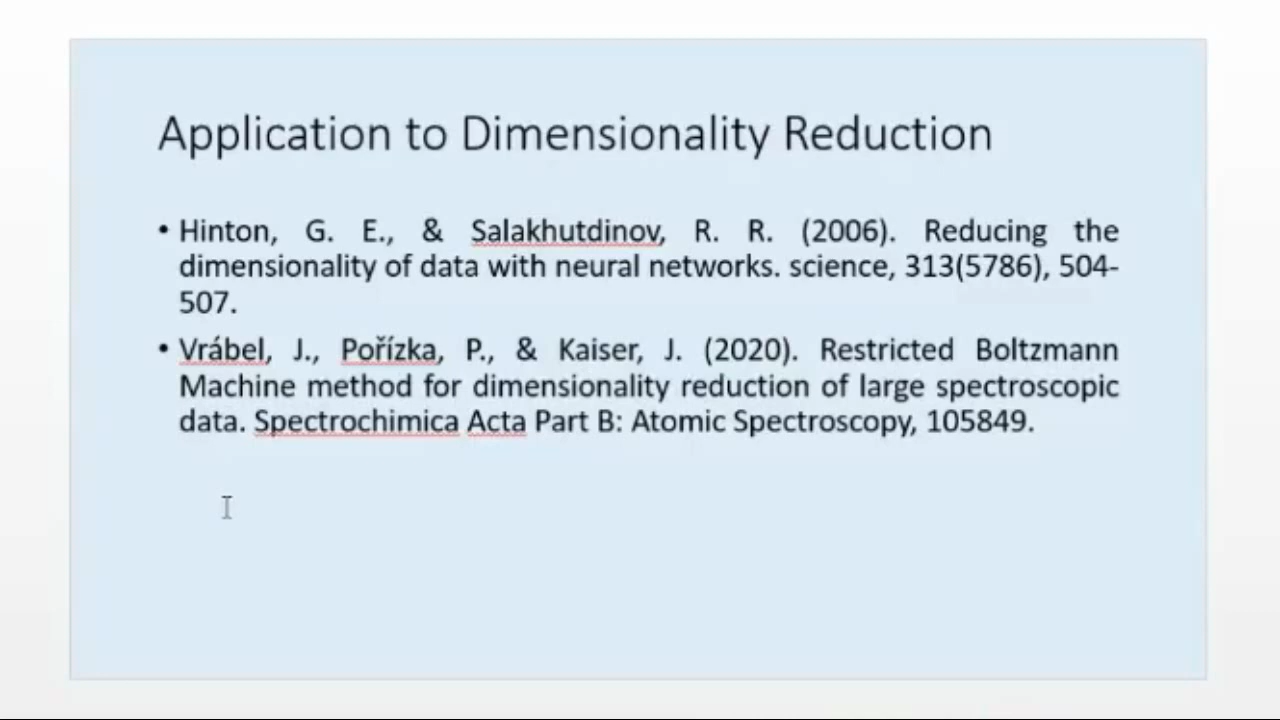 Application to Dimensionality Reduction
• Hinton, G. E., & Salakhutdinov, R. R. (2006). Reducing the
dimensionality of data with neural networks. science, 313(5786), 504-
507.
• Vrábel, J., Pořízka, P., & Kaiser, J. (2020). Restricted Boltzmann
Machine method for dimensionality reduction of large spectroscopic
data. Spectrochimica Acta Part B: Atomic Spectroscopy, 105849.